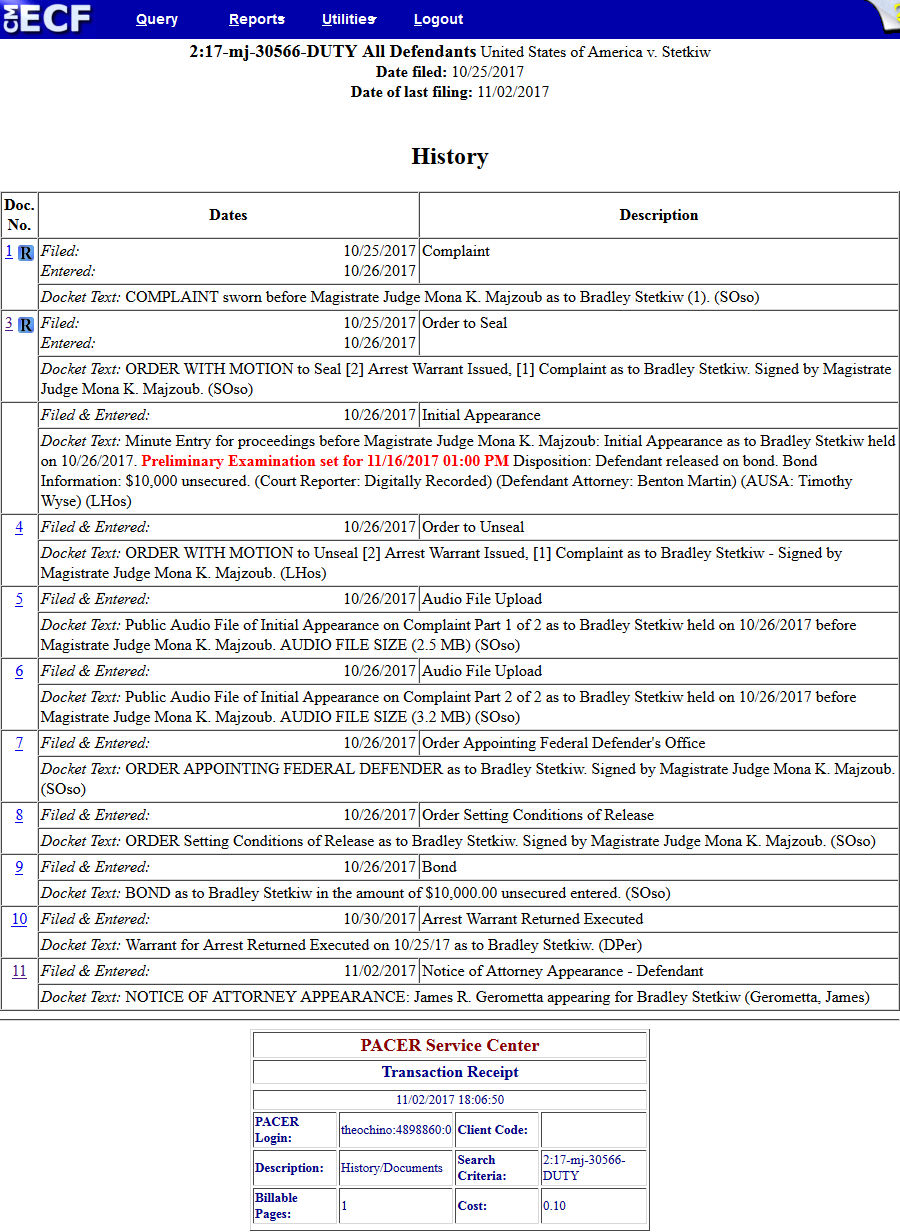 CM ECF Query Reports Utilities Logout
2:17-mj-30566-DUTY All Defendants United States of America v. Stetkiw
Date filed: 10/25/2017
Date of last filing: 11/02/2017
History
Doc. No. Dates Description
1 R Filed: 10/25/2017 Complaint
Entered: 10/26/2017
Docket Text: COMPLAINT sworn before Magistrate Judge Mona K. Majzoub as to Bradley Stetkiw (1). (SOso)
3 R Filed: 10/25/2017 Order to Seal
Entered: 10/26/2017
Docket Text: ORDER WITH MOTION to Seal [2] Arrest Warrant Issued, [1] Complaint as to Bradley Stetkiw. Signed by Magistrate
Judge Mona K. Majzoub. (SOso)
Filed & Entered: 10/26/2017 Initial Appearance
Docket Text: Minute Entry for proceedings before Magistrate Judge Mona K. Majzoub: Initial Appearance as to Bradley Stetkiw held
on 10/26/2017. Preliminary Examination set for 11/16/2017 01:00 PM Disposition: Defendant released on bond. Bond
Information: $10,000 unsecured. (Court Reporter: Digitally Recorded) (Defendant Attorney: Benton Martin) (AUSA: Timothy
Wyse) (LHos)
4 Filed & Entered: 10/26/2017 Order to Unseal
Docket Text: ORDER WITH MOTION to Unseal [2] Arrest Warrant Issued, [1] Complaint as to Bradley Stetkiw - Signed by
Magistrate Judge Mona K. Majzoub. (LHos)
5 Filed & Entered: 10/26/2017 Audio File Upload
Docket Text: Public Audio File of Initial Appearance on Complaint Part 1 of 2 as to Bradley Stetkiw held on 10/26/2017 before
Magistrate Judge Mona K. Majzoub. AUDIO FILE SIZE (2.5 MB) (SOso)
6 Filed & Entered: 10/26/2017 Audio File Upload
Docket Text: Public Audio File of Initial Appearance on Complaint Part 2 of 2 as to Bradley Stetkiw held on 10/26/2017 before
Magistrate Judge Mona K. Majzoub. AUDIO FILE SIZE (3.2 MB) (SOso)
7 Filed & Entered: 10/26/2017 Order Appointing Federal Defender's Office
Docket Text: ORDER APPOINTING FEDERAL DEFENDER as to Bradley Stetkiw. Signed by Magistrate Judge Mona K. Majzoub.
(SOso)
8 Filed & Entered: 10/26/2017 Order Setting Conditions of Release
Docket Text: ORDER Setting Conditions of Release as to Bradley Stetkiw. Signed by Magistrate Judge Mona K. Majzoub. (SOso)
9 Filed & Entered: 10/26/2017 Bond
Docket Text: BOND as to Bradley Stetkiw in the amount of $10,000.00 unsecured entered. (SOso)
10 Filed & Entered: 10/30/2017 Arrest Warrant Returned Executed
Docket Text: Warrant for Arrest Returned Executed on 10/25/17 as to Bradley Stetkiw. (DPer)
11 Filed & Entered: 11/02/2017 Notice of Attorney Appearance - Defendant
Docket Text: NOTICE OF ATTORNEY APPEARANCE: James R. Gerometta appearing for Bradley Stetkiw (Gerometta, James)
PACER Service Center
Transaction Receipt
11/02/2017 18:06:50
PACER Login: theochino:4898860:0 Client Code:
Description: History/Documents Search Criteria: 2:17-mj-30566-DUTY
Billable Pages: 1 Cost: 0.10